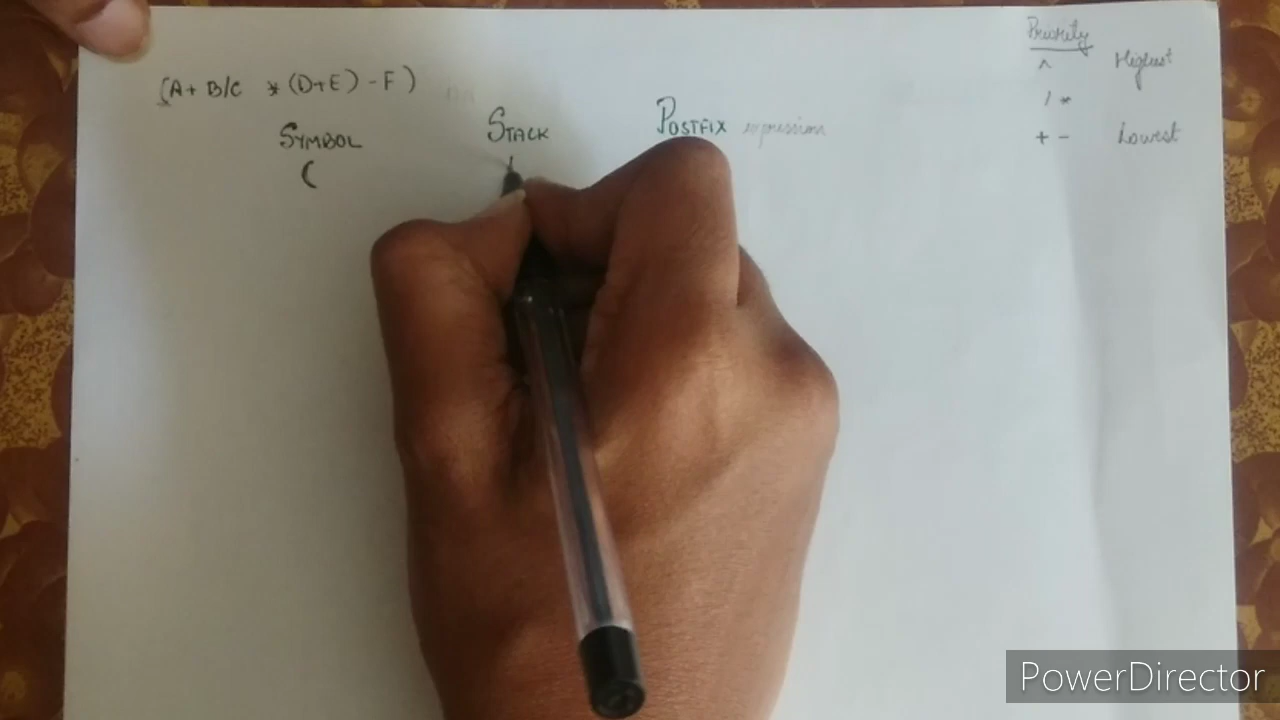 (A+ B/C * (D+E) - F)
SYMBOL STACK POSTFIX expression
(
Priority
^ Highest
/ *
+ - Lowest
PowerDirector